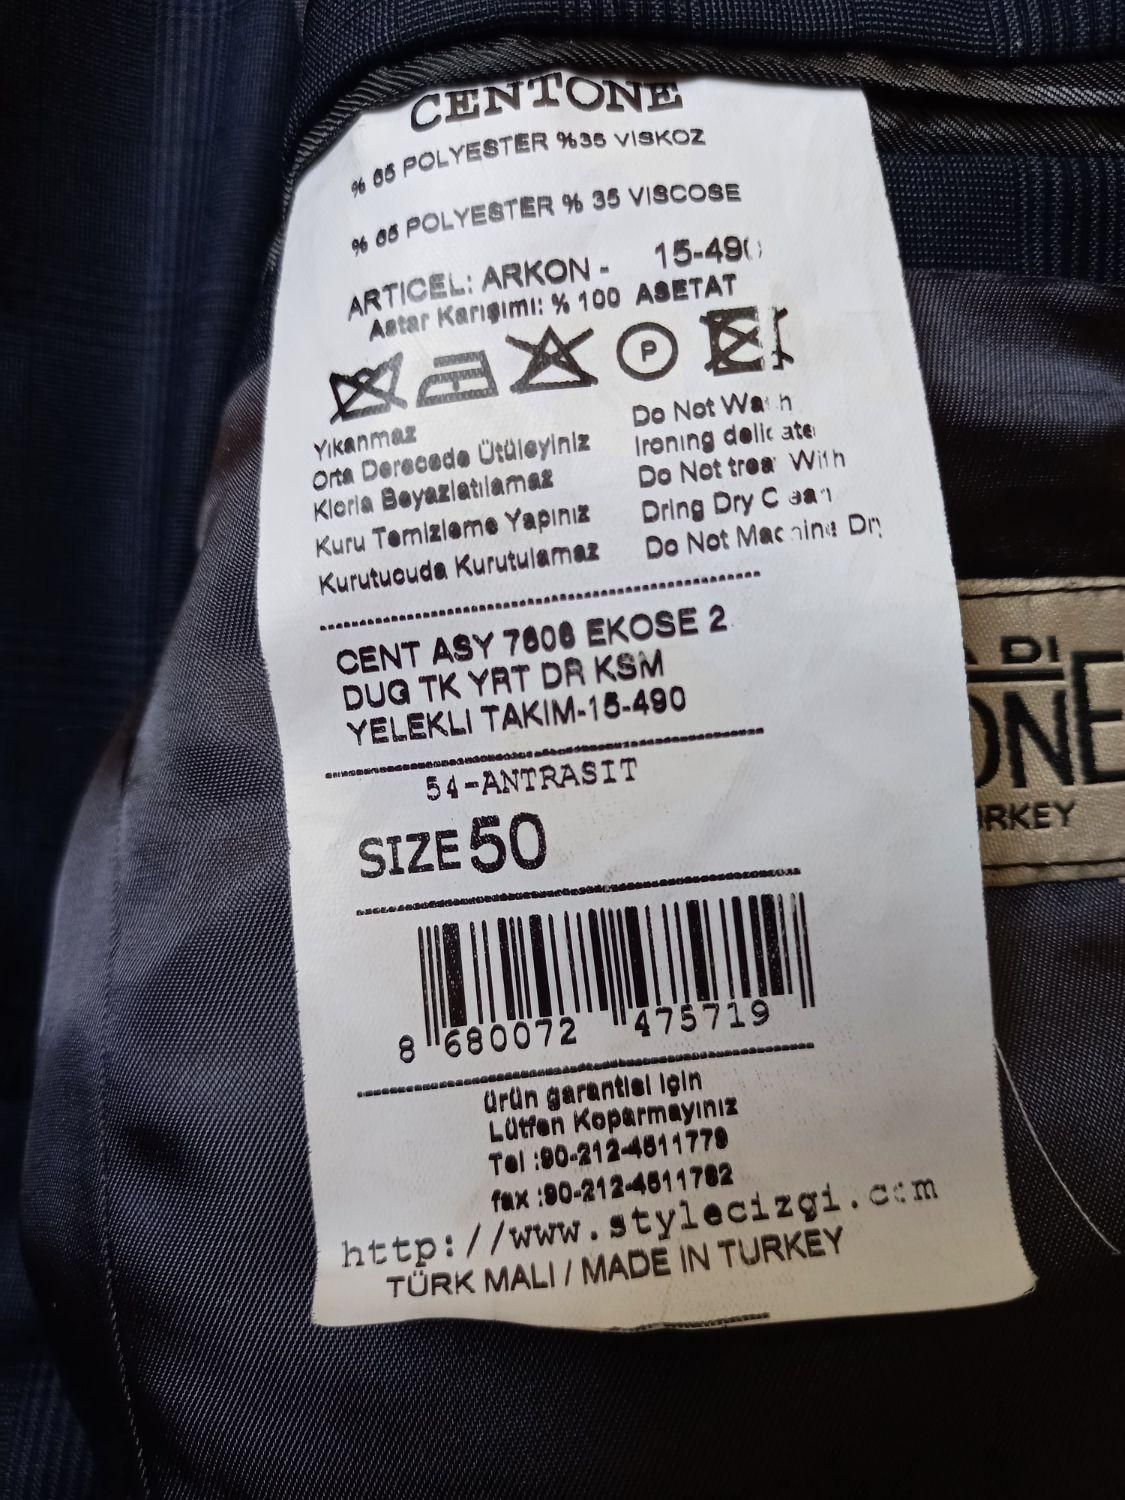 CENTONE
% 65 POLYESTER %35 VISKOZ
% 65 POLYESTER % 35 VISCOSE
ARTICEL: ARKON - 15-490
Astar Karışımı: % 100 ASETAT
P
Yıkanmaz
Do Not Wash
Orta Derecede Ütüleyiniz
Ironing delicate
Klorla Beyazlatılamaz
Do Not treat With
Kuru Temizleme Yapınız
Dring Dry Clean
Kurutucuda Kurutulamaz
Do Not Machine Dry
CENT ASY 7606 EKOSE 2
DUG TK YRT DR KSM
YELEKLI TAKIM-15-490
54-ANTRASIT
SIZE 50
8 680072 475719
ürün garantisi için
Lütfen Koparmayınız
Tel :90-212-4511779
fax :90-212-4511782
http://www.stylecizgi.com
TÜRK MALI / MADE IN TURKEY
DI
ONE
URKEY